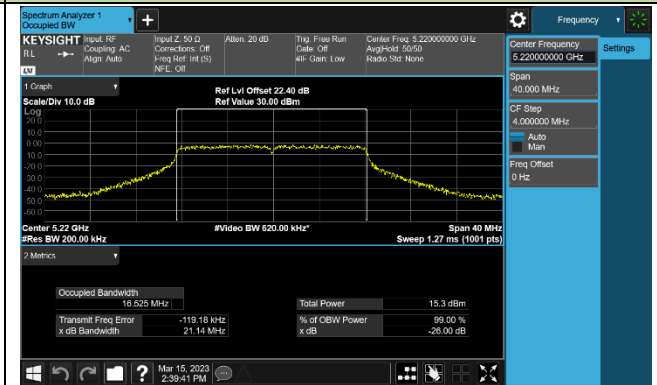 Spectrum Analyzer 1
Occupied BW
Frequency
KEYSIGHT
RL
LXI
Input: RF
Coupling: AC
Align: Auto
Input Z: 50 Ω
Corrections: Off
Freq Ref: Int (S)
NFE: Off
Atten: 20 dB
Trig: Free Run
Gate: Off
#IF Gain: Low
Center Freq: 5.220000000 GHz
Avg|Hold: 50/50
Radio Std: None
Center Frequency
5.220000000 GHz
Settings
Span
40.000 MHz
CF Step
4.000000 MHz
Auto
Man
Freq Offset
0 Hz
1 Graph
Scale/Div 10.0 dB
Ref Lvl Offset 22.40 dB
Ref Value 30.00 dBm
Log
20.0
10.0
0.00
-10.0
-20.0
-30.0
-40.0
-50.0
-60.0
Center 5.22 GHz
#Res BW 200.00 kHz
#Video BW 620.00 kHz*
Span 40 MHz
Sweep 1.27 ms (1001 pts)
2 Metrics
Occupied Bandwidth
16.525 MHz
Transmit Freq Error -119.18 kHz
x dB Bandwidth 21.14 MHz
Total Power 15.3 dBm
% of OBW Power 99.00 %
x dB -26.00 dB
?
Mar 15, 2023
2:39:41 PM